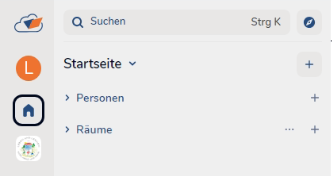 Suchen Strg K
L
Startseite
Personen
Räume